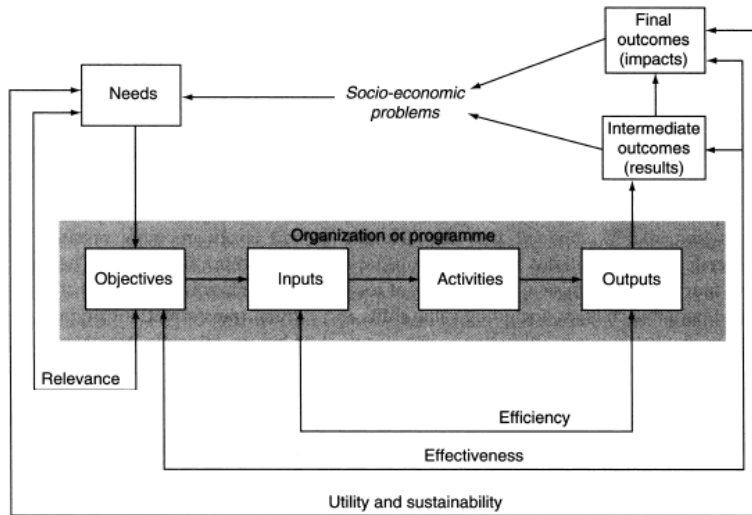 Final
outcomes
(impacts)
Needs
Socio-economic
problems
Intermediate
outcomes
(results)
Organization or programme
Objectives
Inputs
Activities
Outputs
Relevance
Efficiency
Effectiveness
Utility and sustainability